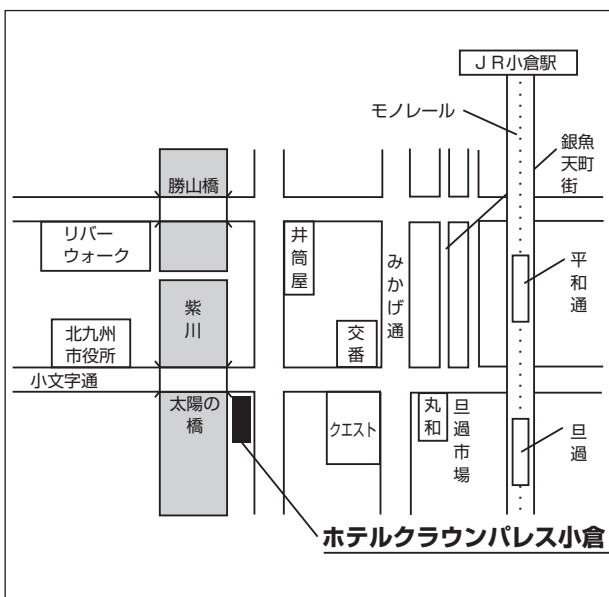 ＪＲ小倉駅
モノレール
魚町
銀天街
勝山橋
リバー
ウォーク
井筒屋
みかげ通
平和通
紫川
交番
北九州
市役所
小文字通
太陽の
橋
クエスト
丸和
旦過市場
旦過
ホテルクラウンパレス小倉